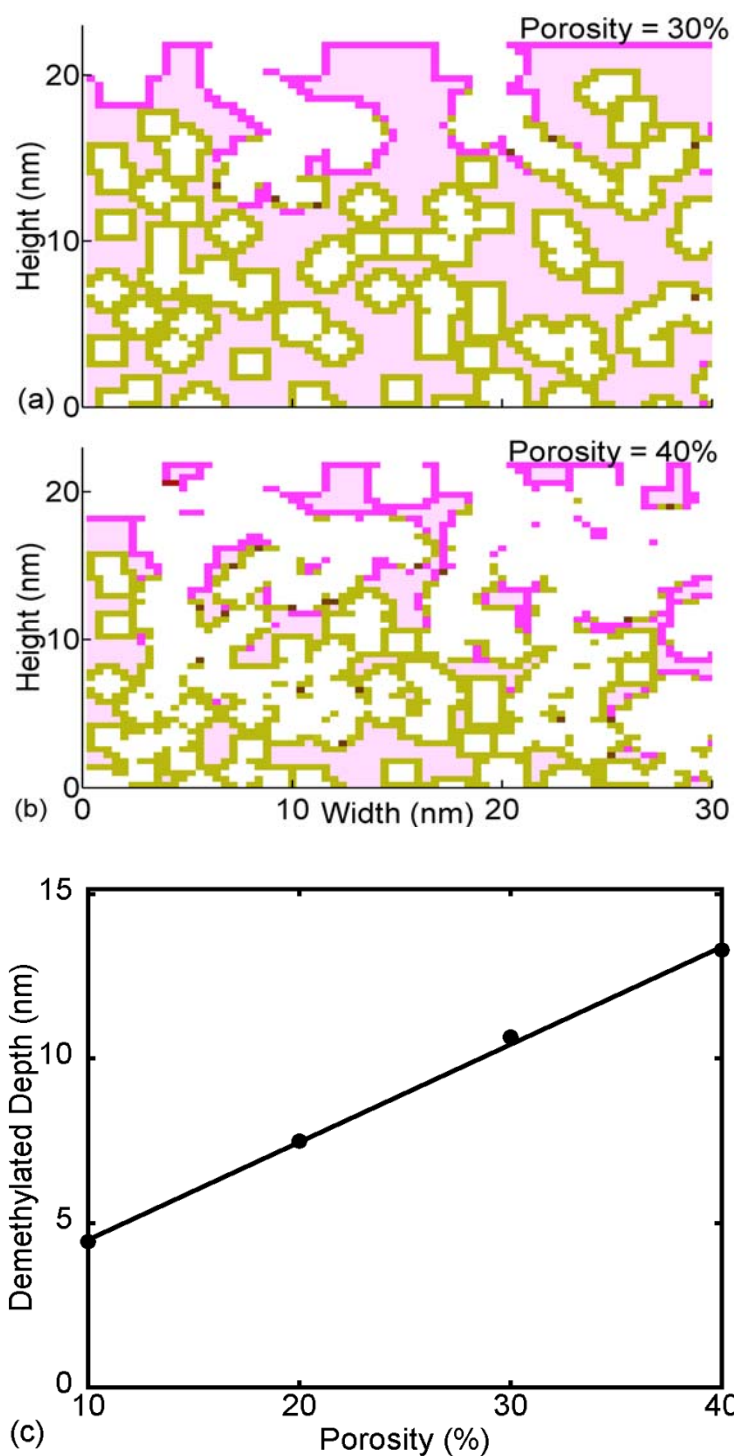 Porosity = 30%
20
Height (nm)
10
(a)
0
Porosity = 40%
20
Height (nm)
10
0
(b)
0 10 Width (nm) 20 30
15
Demethylated Depth (nm)
10
5
0
10 20 30 40
(c)
Porosity (%)